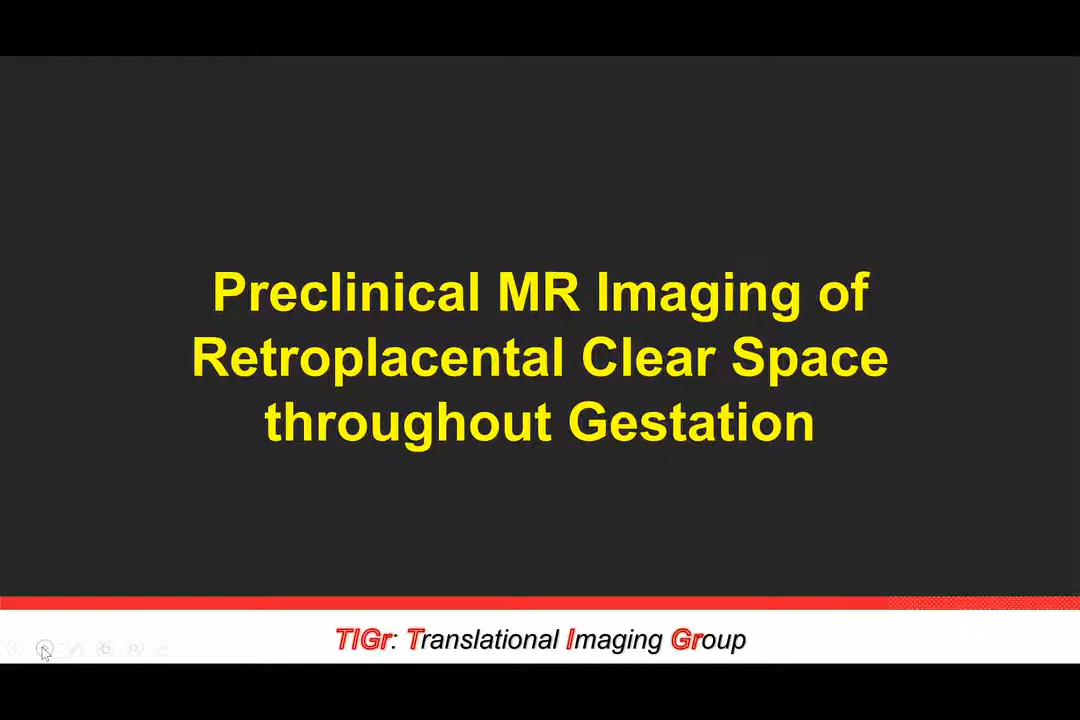 Preclinical MR Imaging of
Retroplacental Clear Space
throughout Gestation
TIGr: Translational Imaging Group